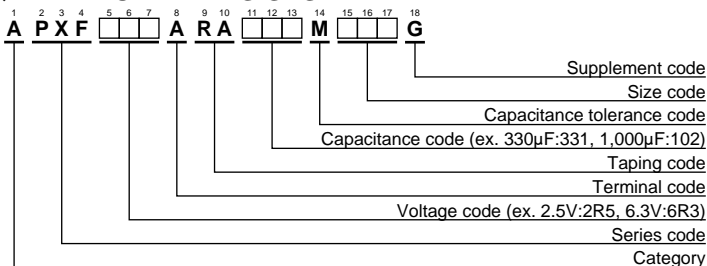 1 2 3 4 5 6 7 8 9 10 11 12 13 14 15 16 17 18
A P X F A R A M G
Supplement code
Size code
Capacitance tolerance code
Capacitance code (ex. 330µF:331, 1,000µF:102)
Taping code
Terminal code
Voltage code (ex. 2.5V:2R5, 6.3V:6R3)
Series code
Category